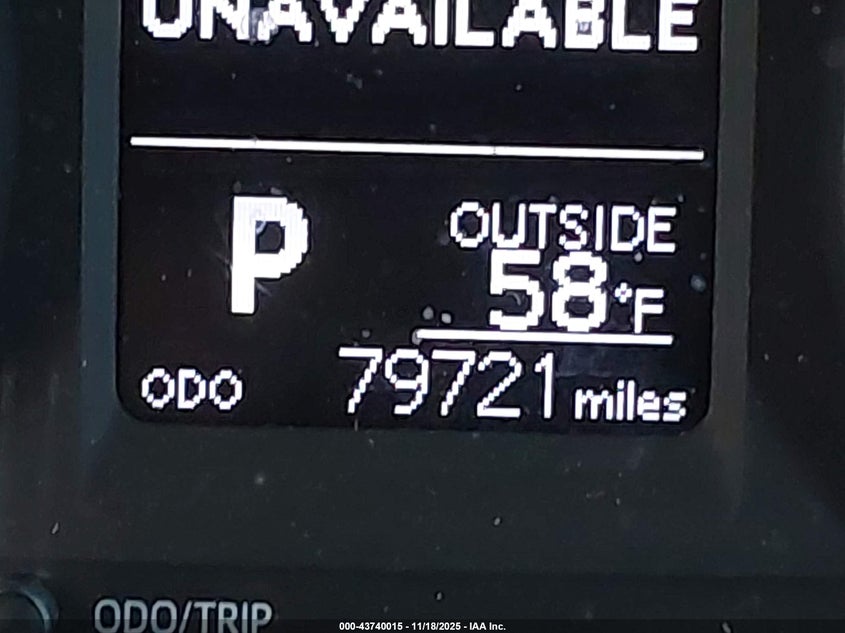 UNAVAILABLE
P
OUTSIDE
58°F
ODO 79721 miles
ODO/TRIP
000-43740015 - 11/18/2025 - IAA Inc.